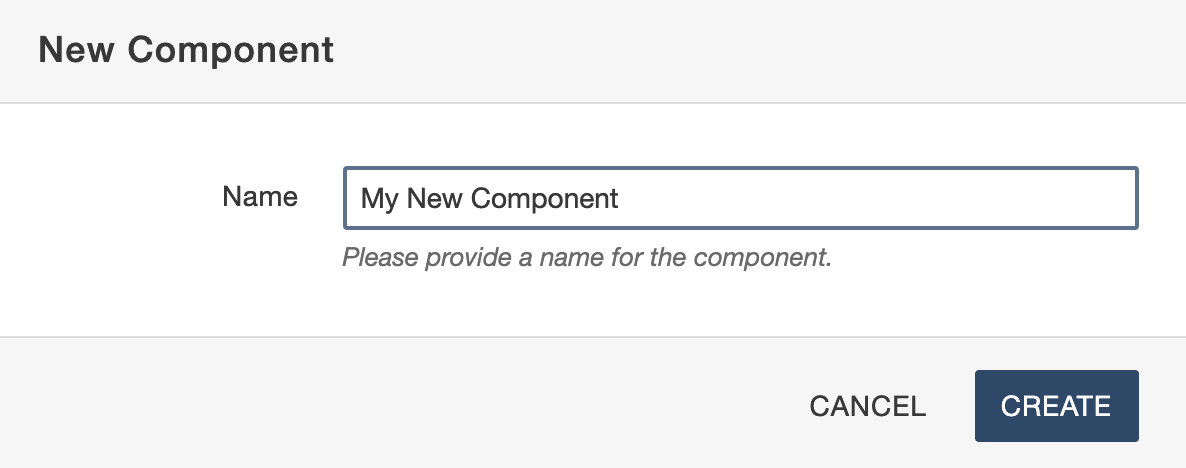 New Component
Name
My New Component
Please provide a name for the component.
CANCEL
CREATE